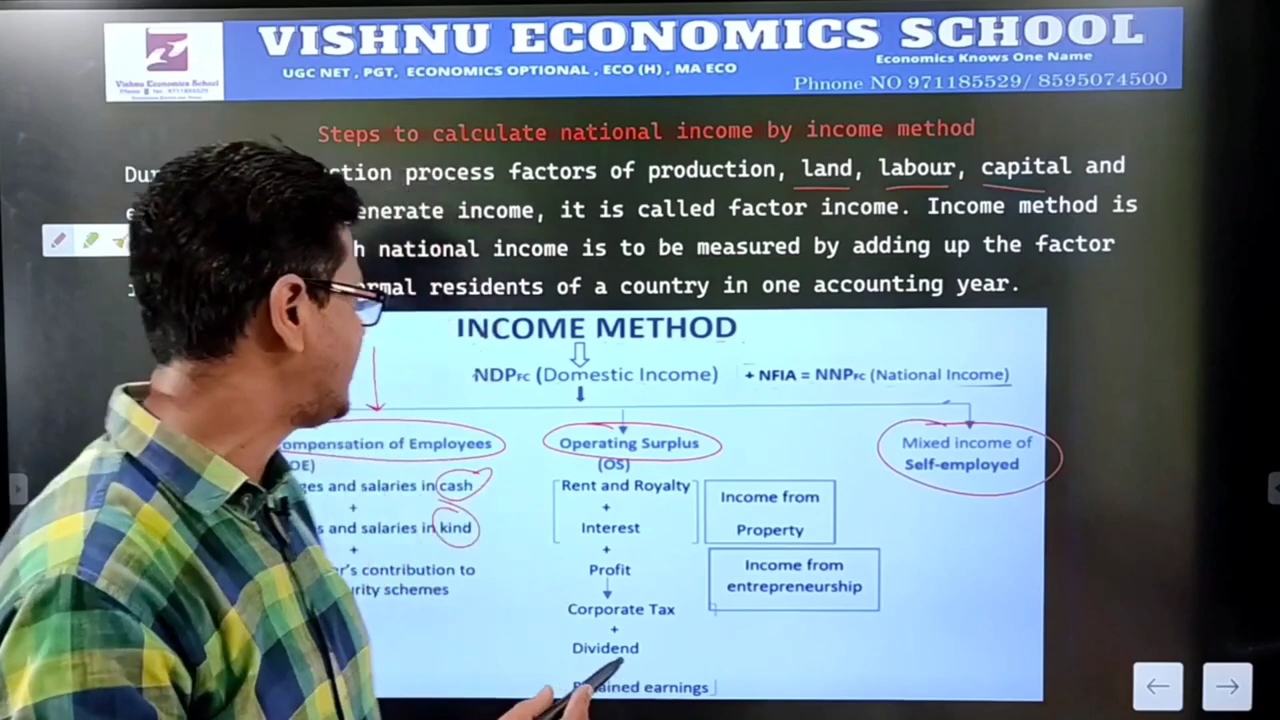 VISHNU ECONOMICS SCHOOL
Economics Knows One Name
UGC NET , PGT, ECONOMICS OPTIONAL , ECO (H) , MA ECO
Phnone NO 971185529/ 8595074500
Vishnu Economics School
Steps to calculate national income by income method
ction process factors of production, land, labour, capital and
enerate income, it is called factor income. Income method is
h national income is to be measured by adding up the factor
rmal residents of a country in one accounting year.
INCOME METHOD
NDPFC (Domestic Income) + NFIA = NNPFC (National Income)
ompensation of Employees
OE)
ges and salaries in cash
+
s and salaries in kind
+
r's contribution to
rity schemes
Operating Surplus
(OS)
Rent and Royalty
+
Interest
+
Profit
Corporate Tax
+
Dividend
ained earnings
Income from
Property
Income from
entrepreneurship
Mixed income of
Self-employed